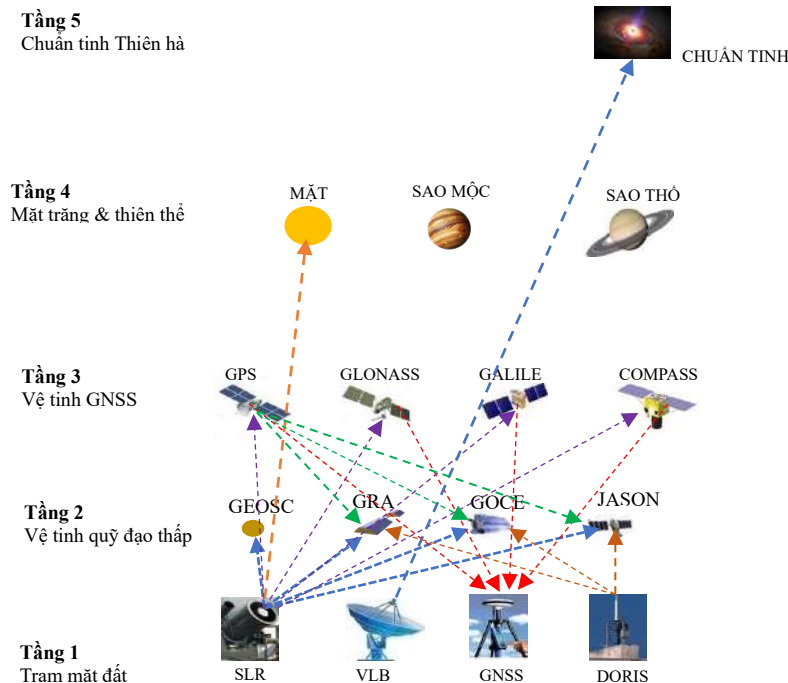 Tầng 5
Chuẩn tinh Thiên hà
CHUẨN TINH
Tầng 4
Mặt trăng & thiên thể
MẶT
SAO MỘC
SAO THỔ
Tầng 3
Vệ tinh GNSS
GPS
GLONASS
GALILE
COMPASS
Tầng 2
Vệ tinh quỹ đạo thấp
GEOSC
GRA
GOCE
JASON
Tầng 1
Trạm mặt đất
SLR
VLB
GNSS
DORIS